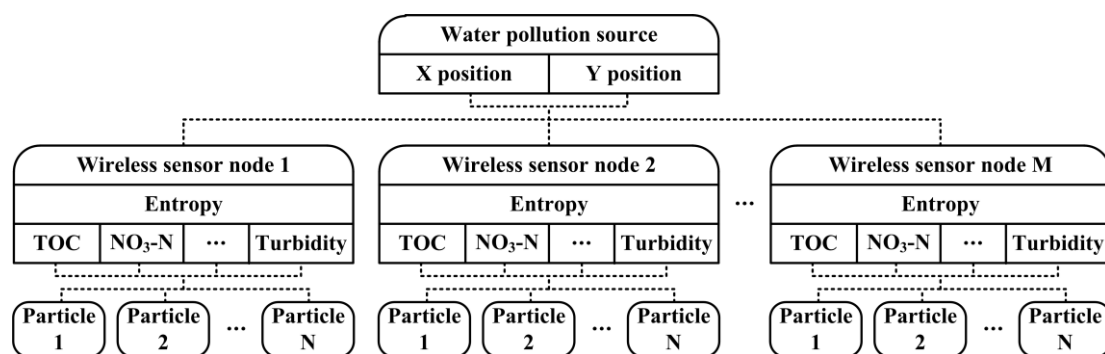 Water pollution source
X position Y position
Wireless sensor node 1 Wireless sensor node 2 Wireless sensor node M
Entropy Entropy ... Entropy
TOC NO₃-N ... Turbidity TOC NO₃-N ... Turbidity TOC NO₃-N ... Turbidity
Particle Particle Particle Particle Particle Particle Particle Particle Particle
1 2 ... N 1 2 ... N 1 2 ... N